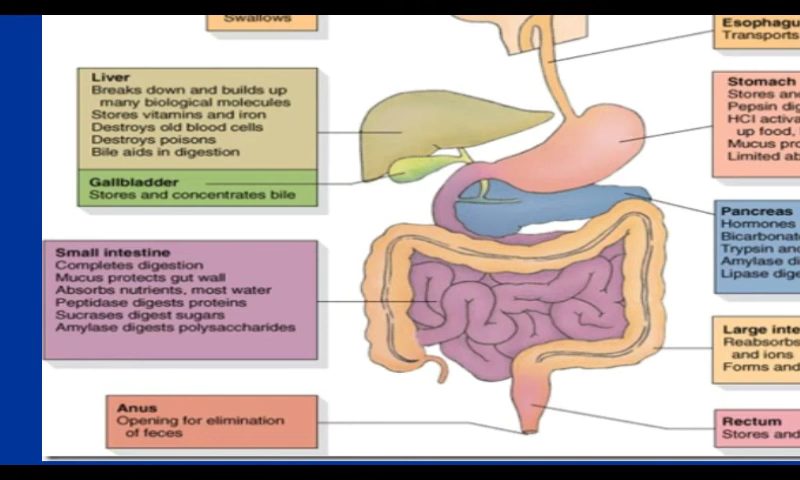 Swallows
Liver
Breaks down and builds up
many biological molecules
Stores vitamins and iron
Destroys old blood cells
Destroys poisons
Bile aids in digestion
Gallbladder
Stores and concentrates bile
Small intestine
Completes digestion
Mucus protects gut wall
Absorbs nutrients, most water
Peptidase digests proteins
Sucrases digest sugars
Amylase digests polysaccharides
Anus
Opening for elimination
of feces
Esophagu
Transports
Stomach
Stores and
Pepsin dig
HCl activa
up food,
Mucus pro
Limited ab
Pancreas
Hormones
Bicarbonate
Trypsin and
Amylase di
Lipase dige
Large inte
Reabsorbs
and ions
Forms and
Rectum
Stores and